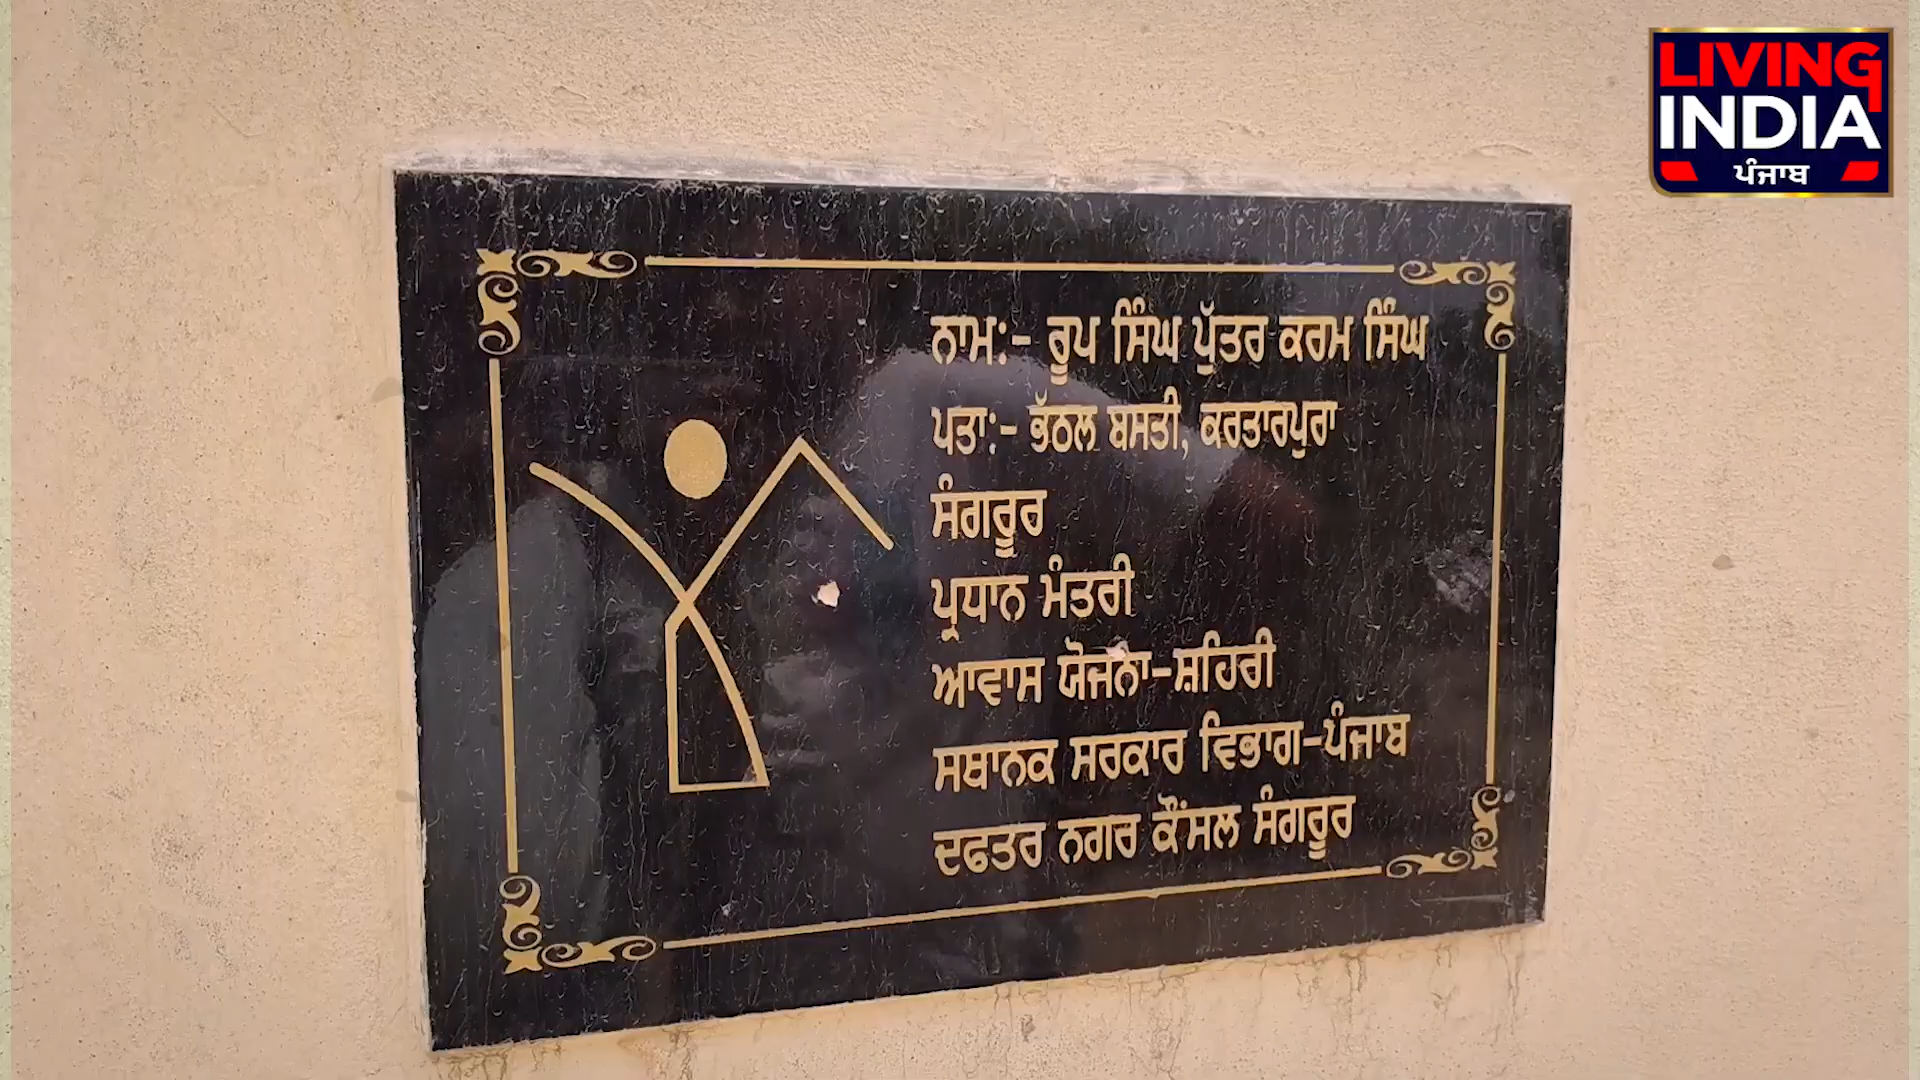 LIVING
INDIA
ਪੰਜਾਬ
ਨਾਮ:- ਰੂਪ ਸਿੰਘ ਪੁੱਤਰ ਕਰਮ ਸਿੰਘ
ਪਤਾ:- ਭੱਠਲ ਬਸਤੀ, ਕਰਤਾਰਪੁਰਾ
ਸੰਗਰੂਰ
ਪ੍ਰਧਾਨ ਮੰਤਰੀ
ਆਵਾਸ ਯੋਜਨਾ-ਸ਼ਹਿਰੀ
ਸਥਾਨਕ ਸਰਕਾਰ ਵਿਭਾਗ-ਪੰਜਾਬ
ਦਫਤਰ ਨਗਰ ਕੌਂਸਲ ਸੰਗਰੂਰ